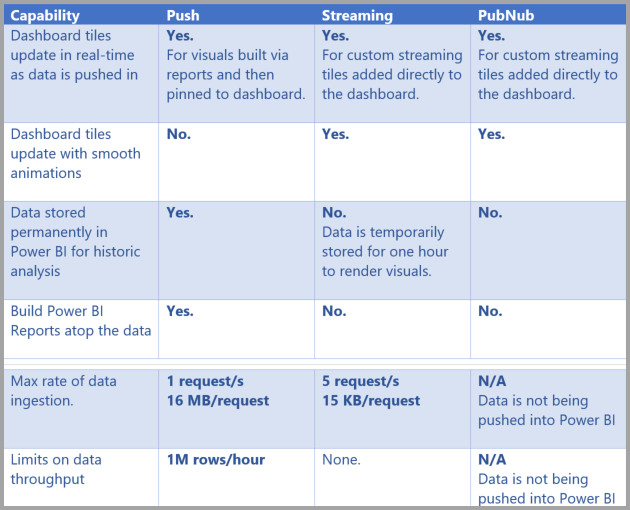 Capability Push Streaming PubNub
Dashboard tiles
update in real-time
as data is pushed in
Yes.
For visuals built via
reports and then
pinned to dashboard.
Yes.
For custom streaming
tiles added directly to
the dashboard.
Yes.
For custom streaming
tiles added directly to
the dashboard.
Dashboard tiles
update with smooth
animations
No.
Yes.
Yes.
Data stored
permanently in
Power BI for historic
analysis
Yes.
No.
Data is temporarily
stored for one hour
to render visuals.
No.
Build Power BI
Reports atop the data
Yes.
No.
No.
Max rate of data
ingestion.
1 request/s
16 MB/request
5 request/s
15 KB/request
N/A
Data is not being
pushed into Power BI
Limits on data
throughput
1M rows/hour
None.
N/A
Data is not being
pushed into Power BI